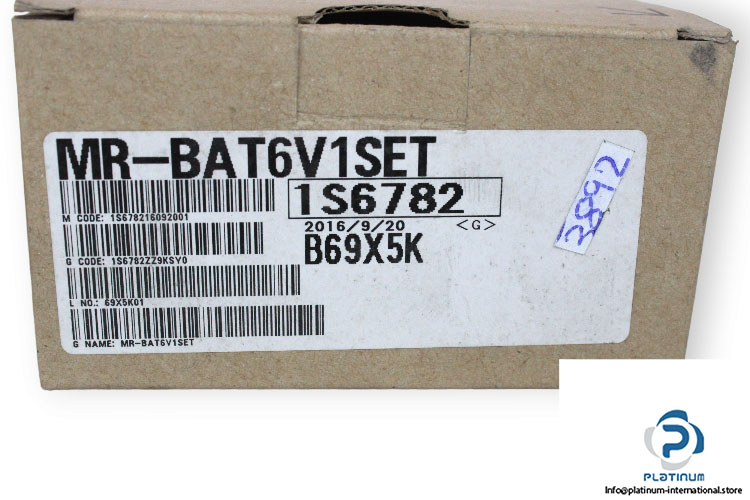 MR-BAT6V1SET
1S6782
M CODE: 1S678216092001
2016/9/20 <G>
B69X5K
G CODE: 1S6782ZZ9KSY0
L NO.: 69X5K01
G NAME: MR-BAT6V1SET
3892
PLATINUM
Info@platinum-international.store